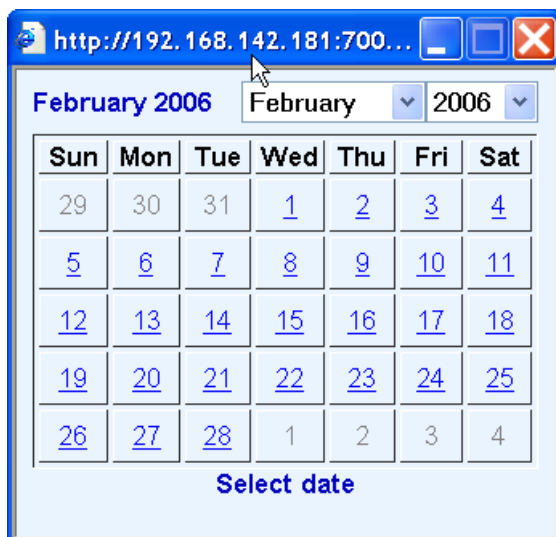 http://192.168.142.181:700...
February 2006 February 2006
Sun Mon Tue Wed Thu Fri Sat
29 30 31 1 2 3 4
5 6 7 8 9 10 11
12 13 14 15 16 17 18
19 20 21 22 23 24 25
26 27 28 1 2 3 4
Select date